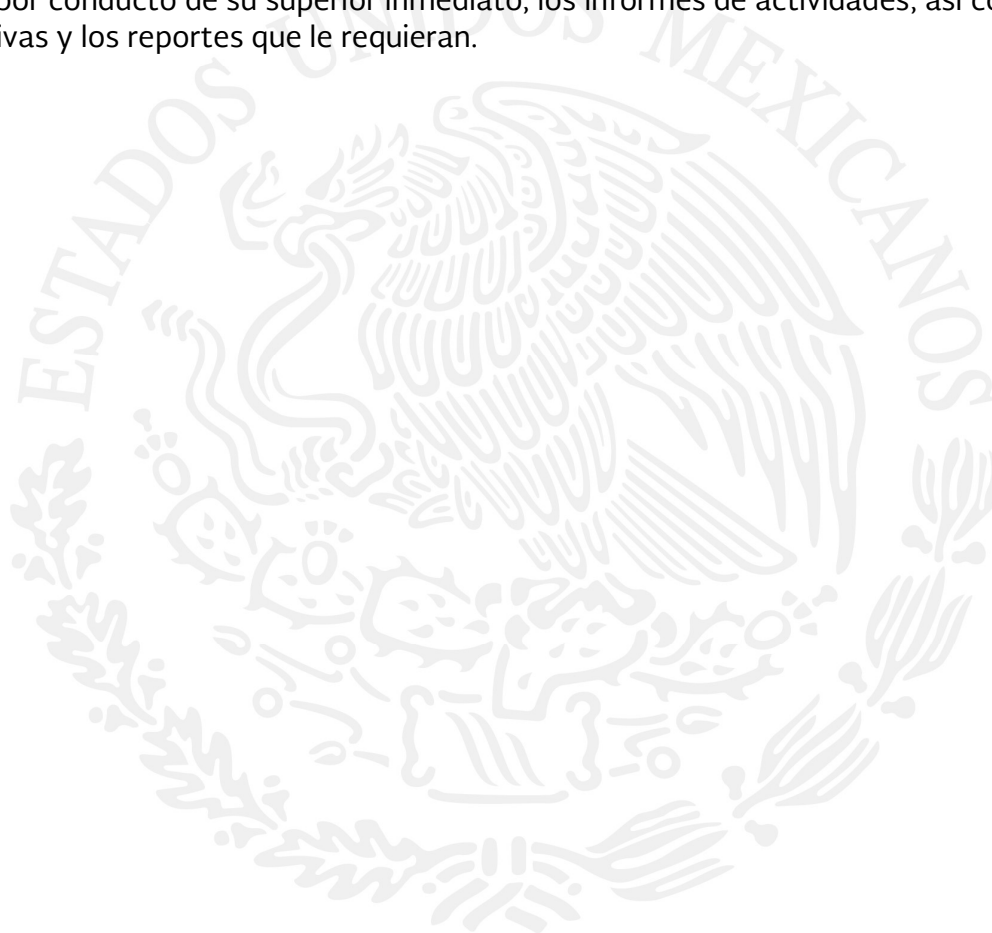 por conducto de su superior inmediato, los informes de actividades, así co
ivas y los reportes que le requieran.
ESTADOS UNIDOS MEXICANOS